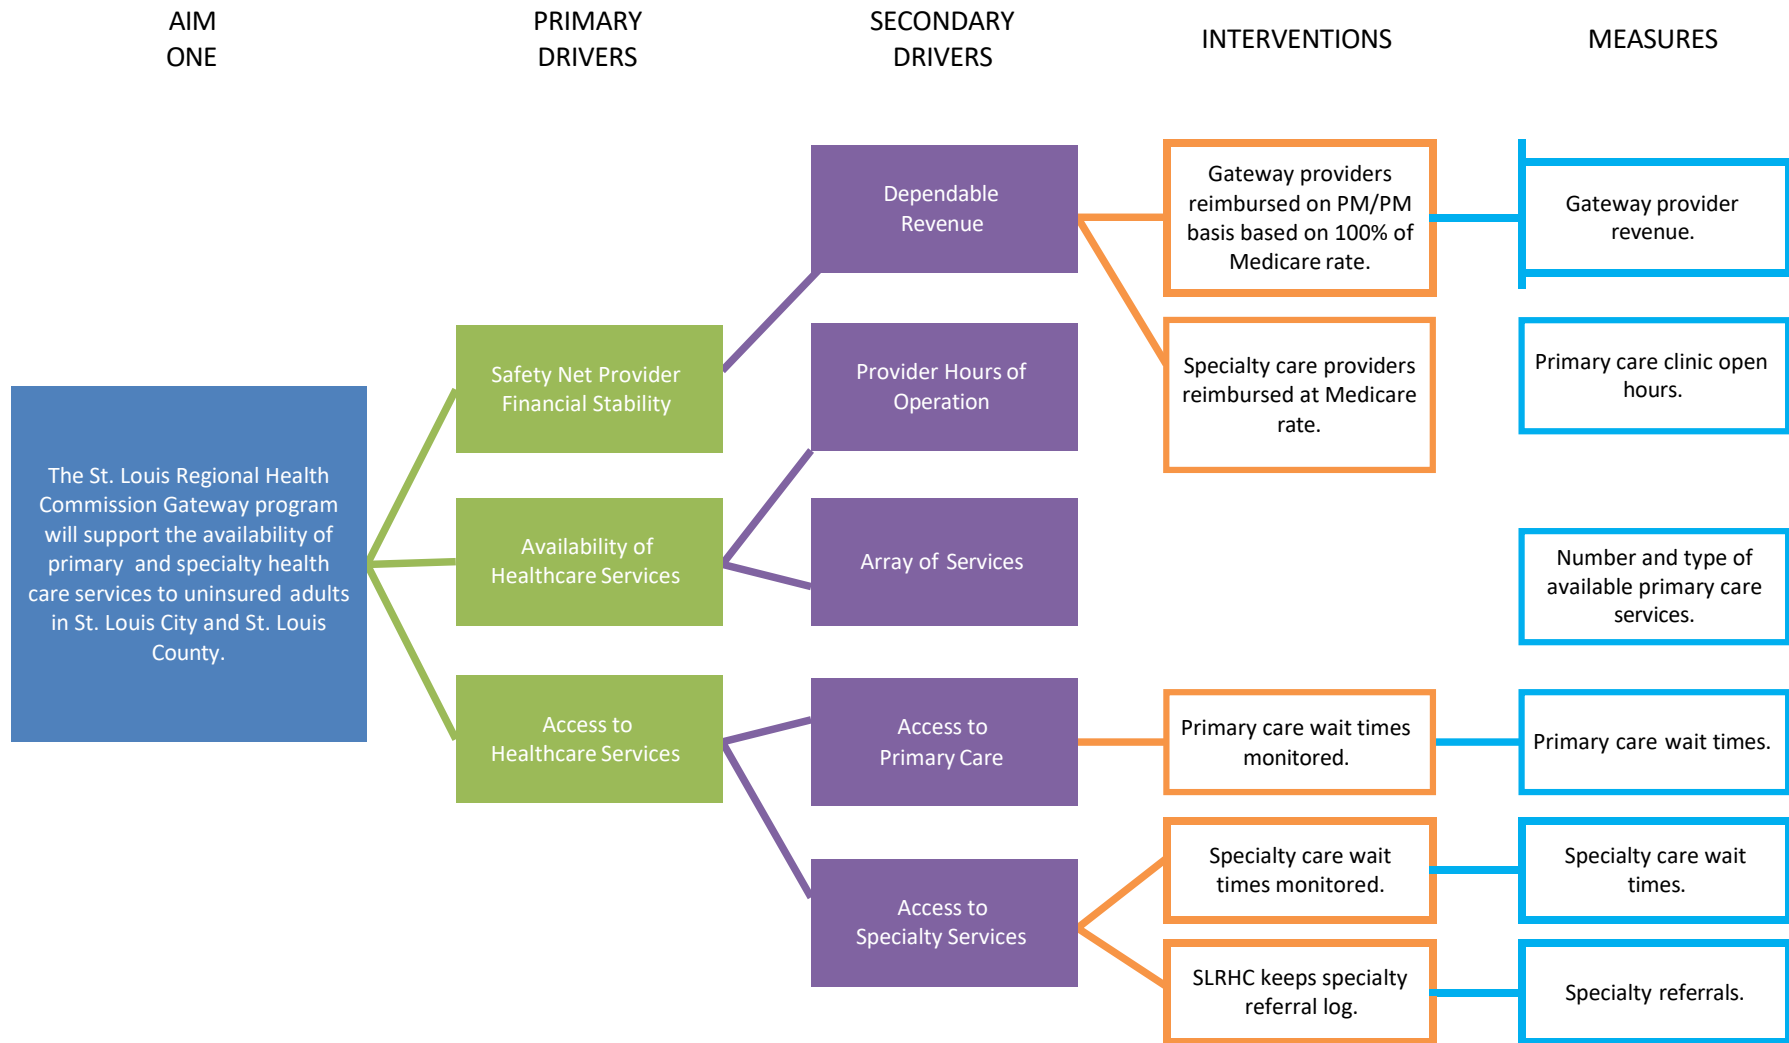 AIM
ONE
PRIMARY
DRIVERS
SECONDARY
DRIVERS
INTERVENTIONS
MEASURES
The St. Louis Regional Health
Commission Gateway program
will support the availability of
primary and specialty health
care services to uninsured adults
in St. Louis City and St. Louis
County.
Safety Net Provider
Financial Stability
Availability of
Healthcare Services
Access to
Healthcare Services
Dependable
Revenue
Provider Hours of
Operation
Array of Services
Access to
Primary Care
Access to
Specialty Services
Gateway providers
reimbursed on PM/PM
basis based on 100% of
Medicare rate.
Specialty care providers
reimbursed at Medicare
rate.
Primary care wait times
monitored.
Specialty care wait
times monitored.
SLRHC keeps specialty
referral log.
Gateway provider
revenue.
Primary care clinic open
hours.
Number and type of
available primary care
services.
Primary care wait times.
Specialty care wait
times.
Specialty referrals.